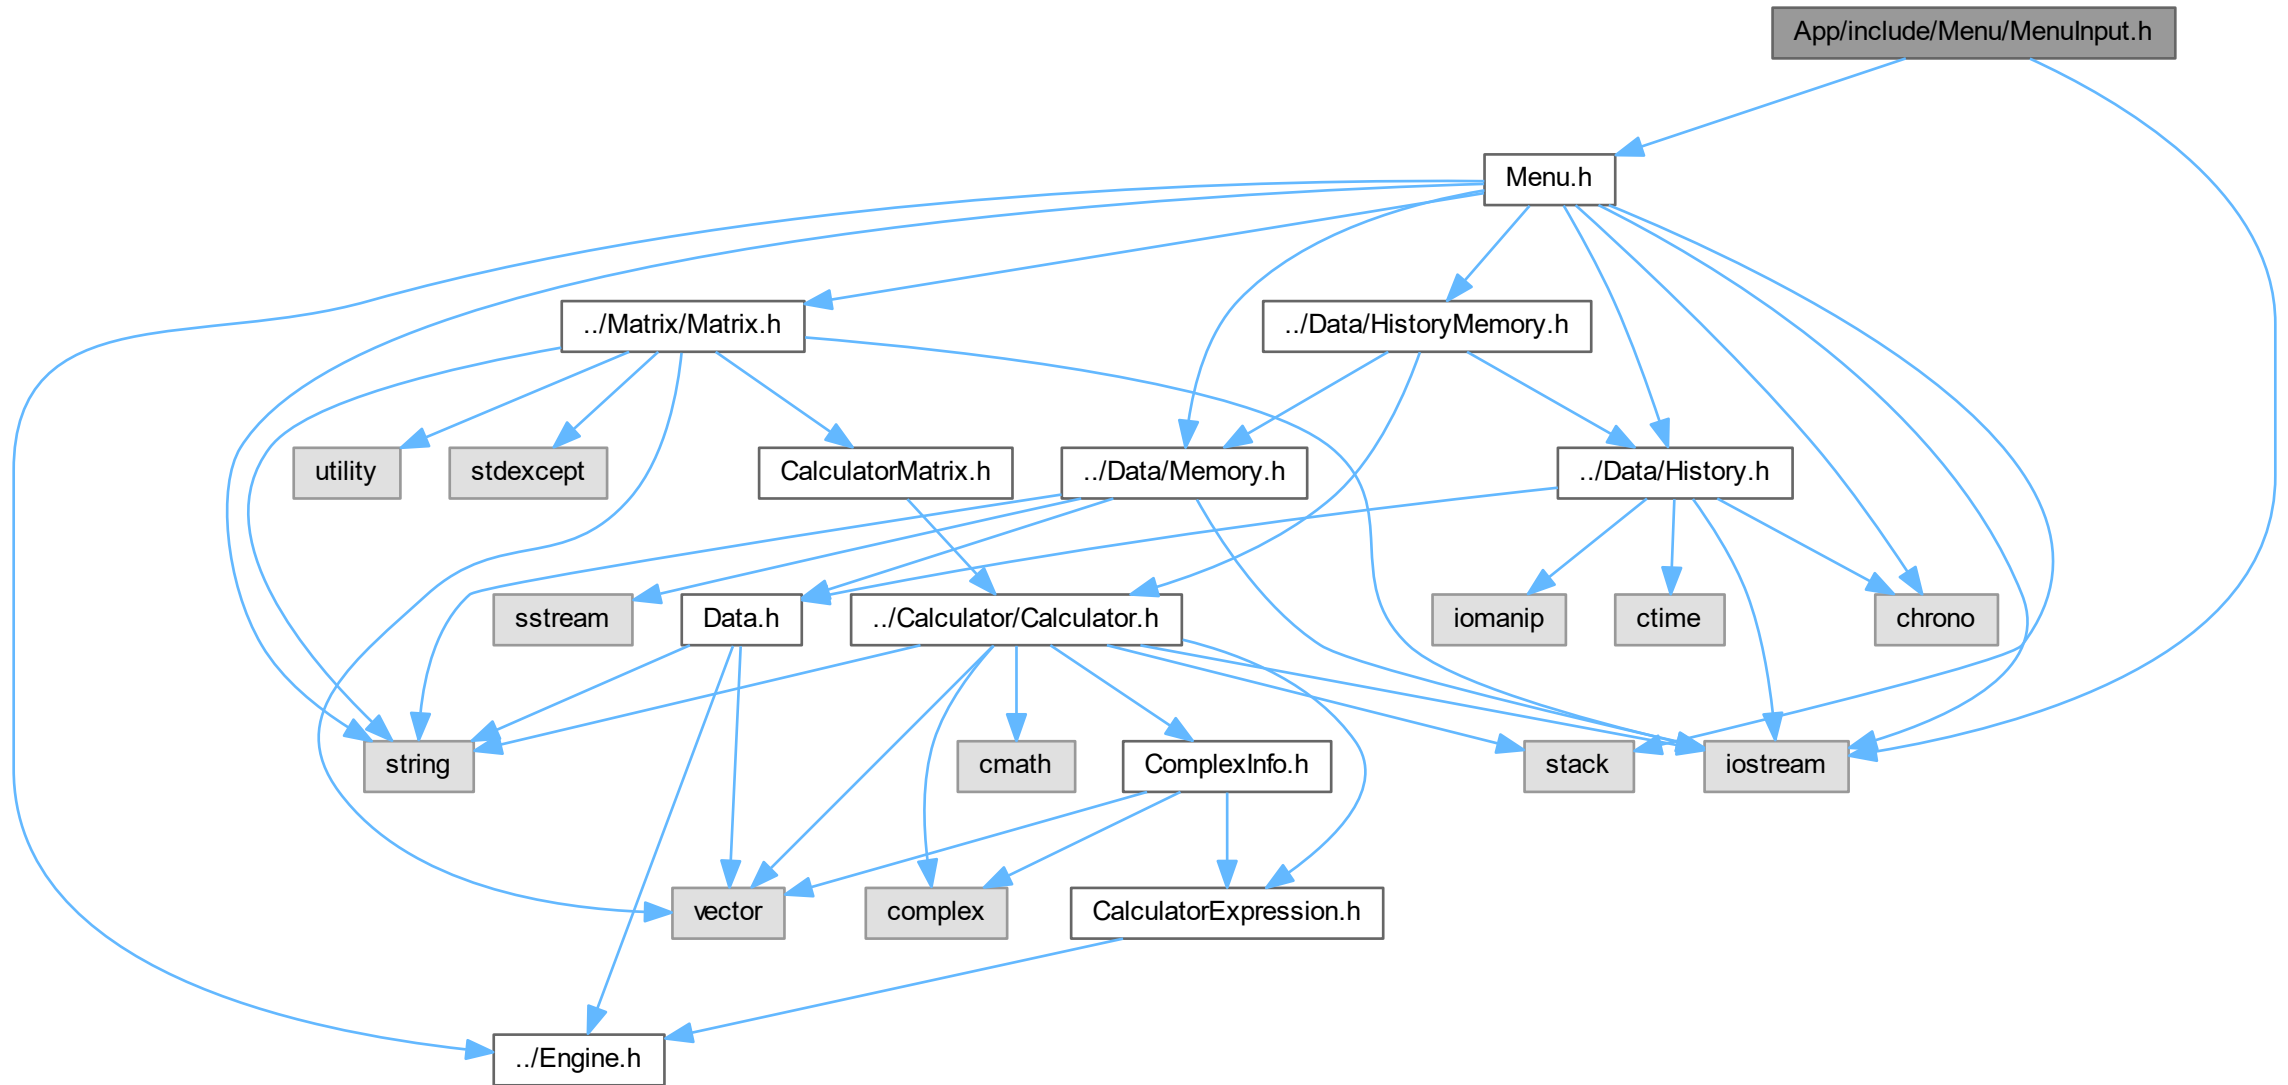 App/include/Menu/MenuInput.h
Menu.h
../Matrix/Matrix.h
../Data/HistoryMemory.h
utility
stdexcept
CalculatorMatrix.h
../Data/Memory.h
../Data/History.h
sstream
Data.h
../Calculator/Calculator.h
iomanip
ctime
chrono
string
cmath
ComplexInfo.h
stack
iostream
vector
complex
CalculatorExpression.h
../Engine.h